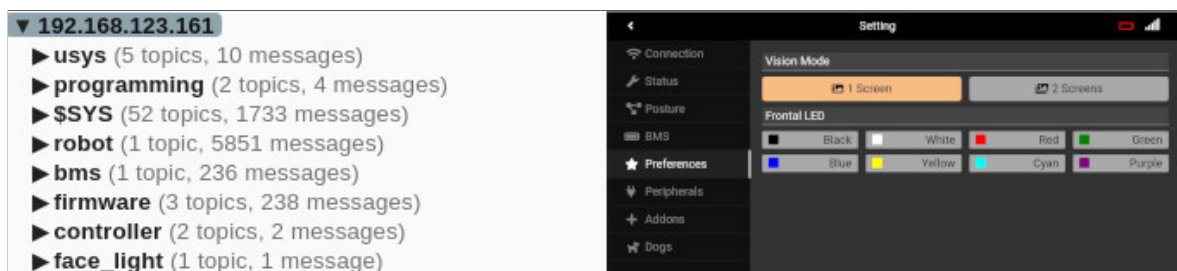 ▼ 192.168.123.161
▶ usys (5 topics, 10 messages)
▶ programming (2 topics, 4 messages)
▶ $SYS (52 topics, 1733 messages)
▶ robot (1 topic, 5851 messages)
▶ bms (1 topic, 236 messages)
▶ firmware (3 topics, 238 messages)
▶ controller (2 topics, 2 messages)
▶ face_light (1 topic, 1 message)
Setting
Connection
Status
Posture
BMS
Preferences
Peripherals
Addons
Dogs
Vision Mode
1 Screen 2 Screens
Frontal LED
Black White Red Green
Blue Yellow Cyan Purple